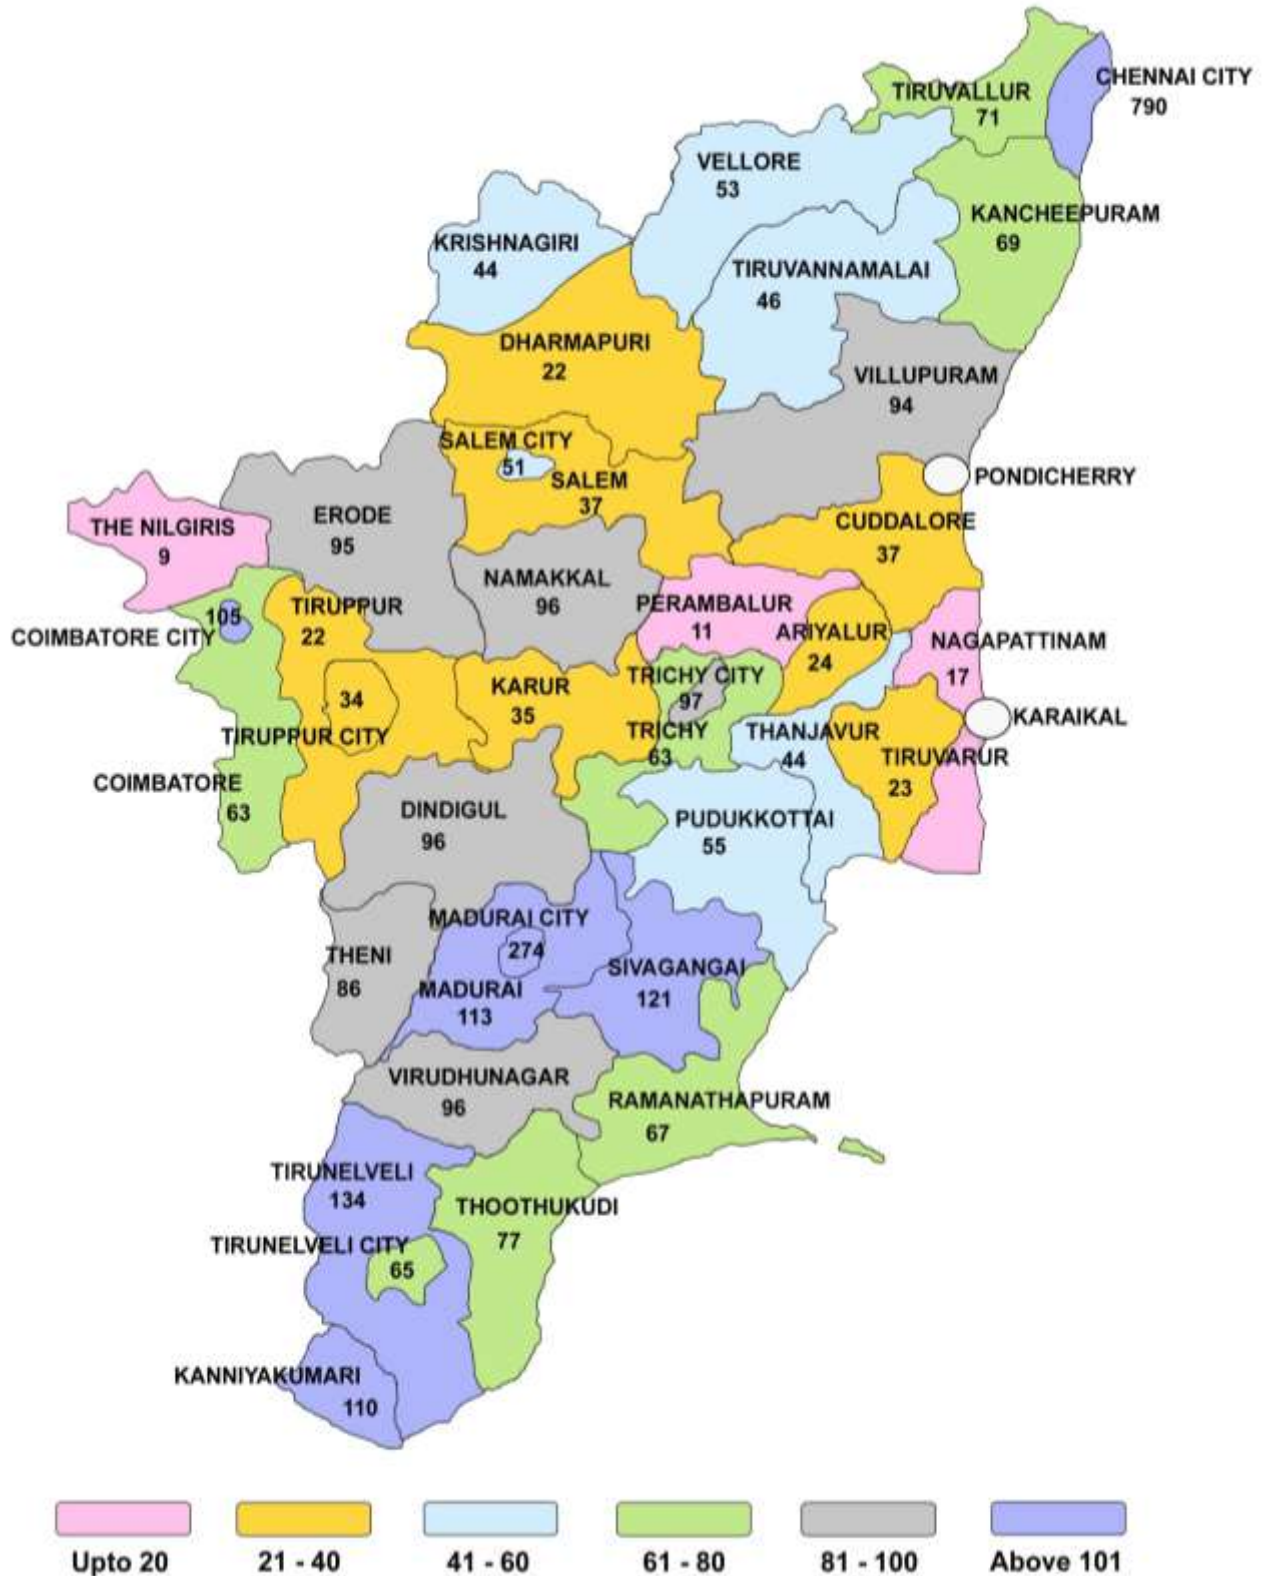 CHENNAI CITY
790
TIRUVALLUR
71
VELLORE
53
KANCHEEPURAM
69
KRISHNAGIRI
44
TIRUVANNAMALAI
46
DHARMAPURI
22
VILLUPURAM
94
SALEM CITY
51
SALEM
37
PONDICHERRY
THE NILGIRIS
9
ERODE
95
CUDDALORE
37
NAMAKKAL
96
PERAMBALUR
11
105
COIMBATORE CITY
TIRUPPUR
22
ARIYALUR
24
NAGAPATTINAM
17
TRICHY CITY
97
KARUR
35
34
TIRUPPUR CITY
TRICHY
63
THANJAVUR
44
KARAIKAL
TIRUVARUR
23
COIMBATORE
63
DINDIGUL
96
PUDUKKOTTAI
55
MADURAI CITY
274
THENI
86
MADURAI
113
SIVAGANGAI
121
VIRUDHUNAGAR
96
RAMANATHAPURAM
67
TIRUNELVELI
134
THOOTHUKUDI
77
TIRUNELVELI CITY
65
KANNIYAKUMARI
110
Upto 20
21 - 40
41 - 60
61 - 80
81 - 100
Above 101